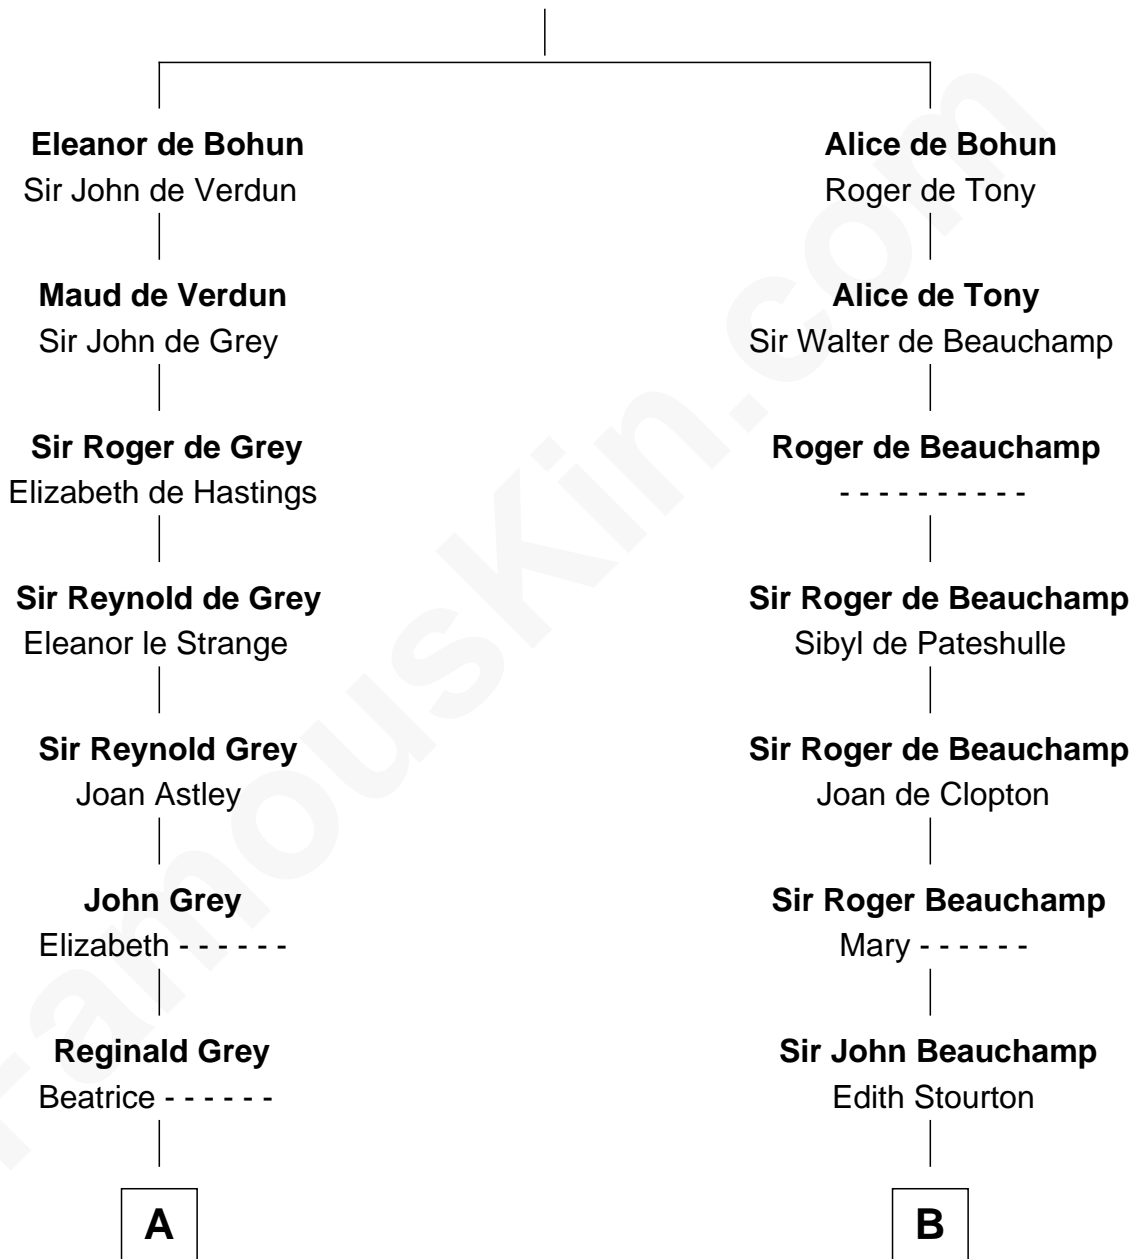 Eleanor de Bohun
Sir John de Verdun
Maud de Verdun
Sir John de Grey
Sir Roger de Grey
Elizabeth de Hastings
Sir Reynold de Grey
Eleanor le Strange
Sir Reynold Grey
Joan Astley
John Grey
Elizabeth - - - - - -
Reginald Grey
Beatrice - - - - - -
A
Alice de Bohun
Roger de Tony
Alice de Tony
Sir Walter de Beauchamp
Roger de Beauchamp
- - - - - - - - - -
Sir Roger de Beauchamp
Sibyl de Pateshulle
Sir Roger de Beauchamp
Joan de Clopton
Sir Roger Beauchamp
Mary - - - - - -
Sir John Beauchamp
Edith Stourton
B
FamousKin.com